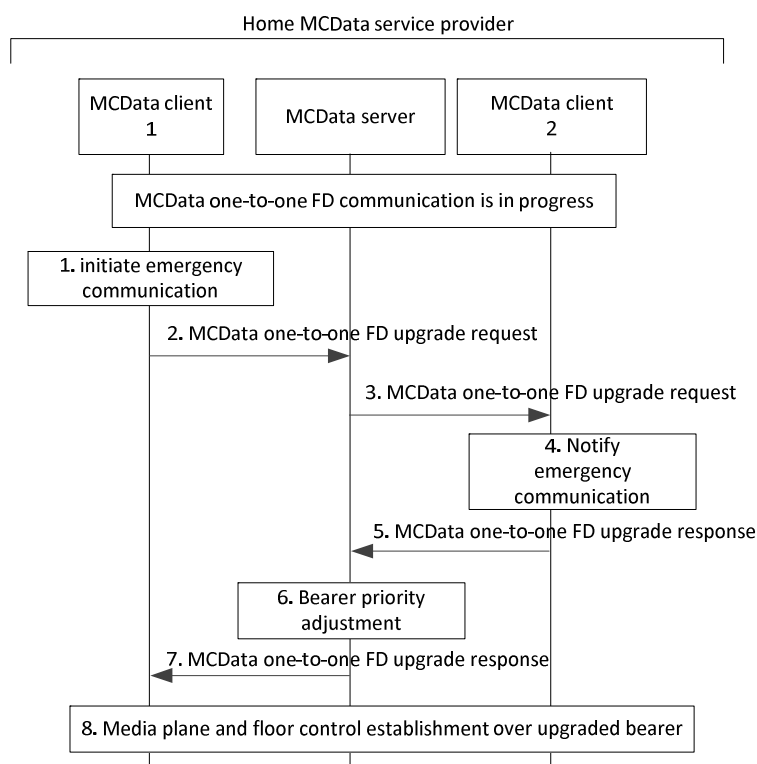 Home MCData service provider
MCData client
1
MCData server
MCData client
2
MCData one-to-one FD communication is in progress
1. initiate emergency
communication
2. MCData one-to-one FD upgrade request
3. MCData one-to-one FD upgrade request
4. Notify
emergency
communication
5. MCData one-to-one FD upgrade response
6. Bearer priority
adjustment
7. MCData one-to-one FD upgrade response
8. Media plane and floor control establishment over upgraded bearer